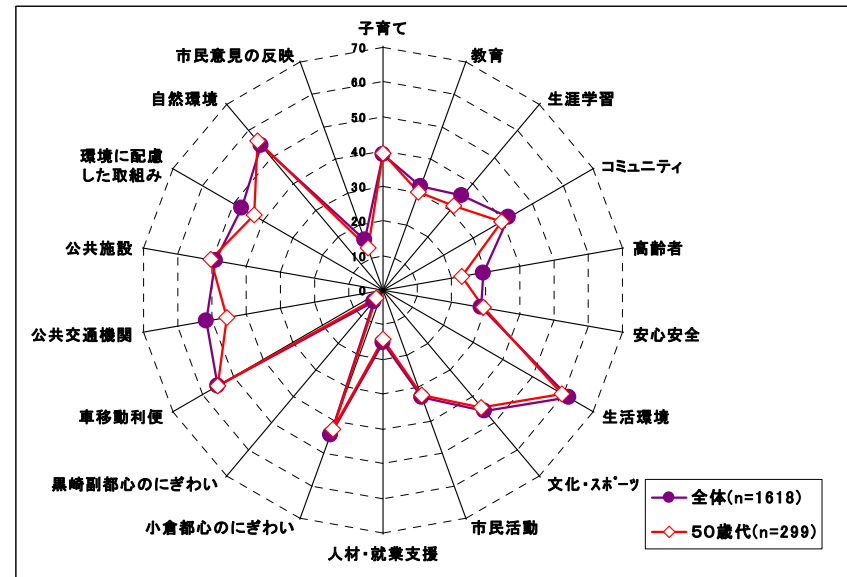 子育て
教育
生涯学習
コミュニティ
高齢者
安心安全
生活環境
文化・スポーツ
市民活動
人材・就業支援
小倉都心のにぎわい
黒崎副都心のにぎわい
車移動利便
公共交通機関
公共施設
環境に配慮
した取組み
自然環境
市民意見の反映
70
60
50
40
30
20
10
0
全体(n=1618)
50歳代(n=299)